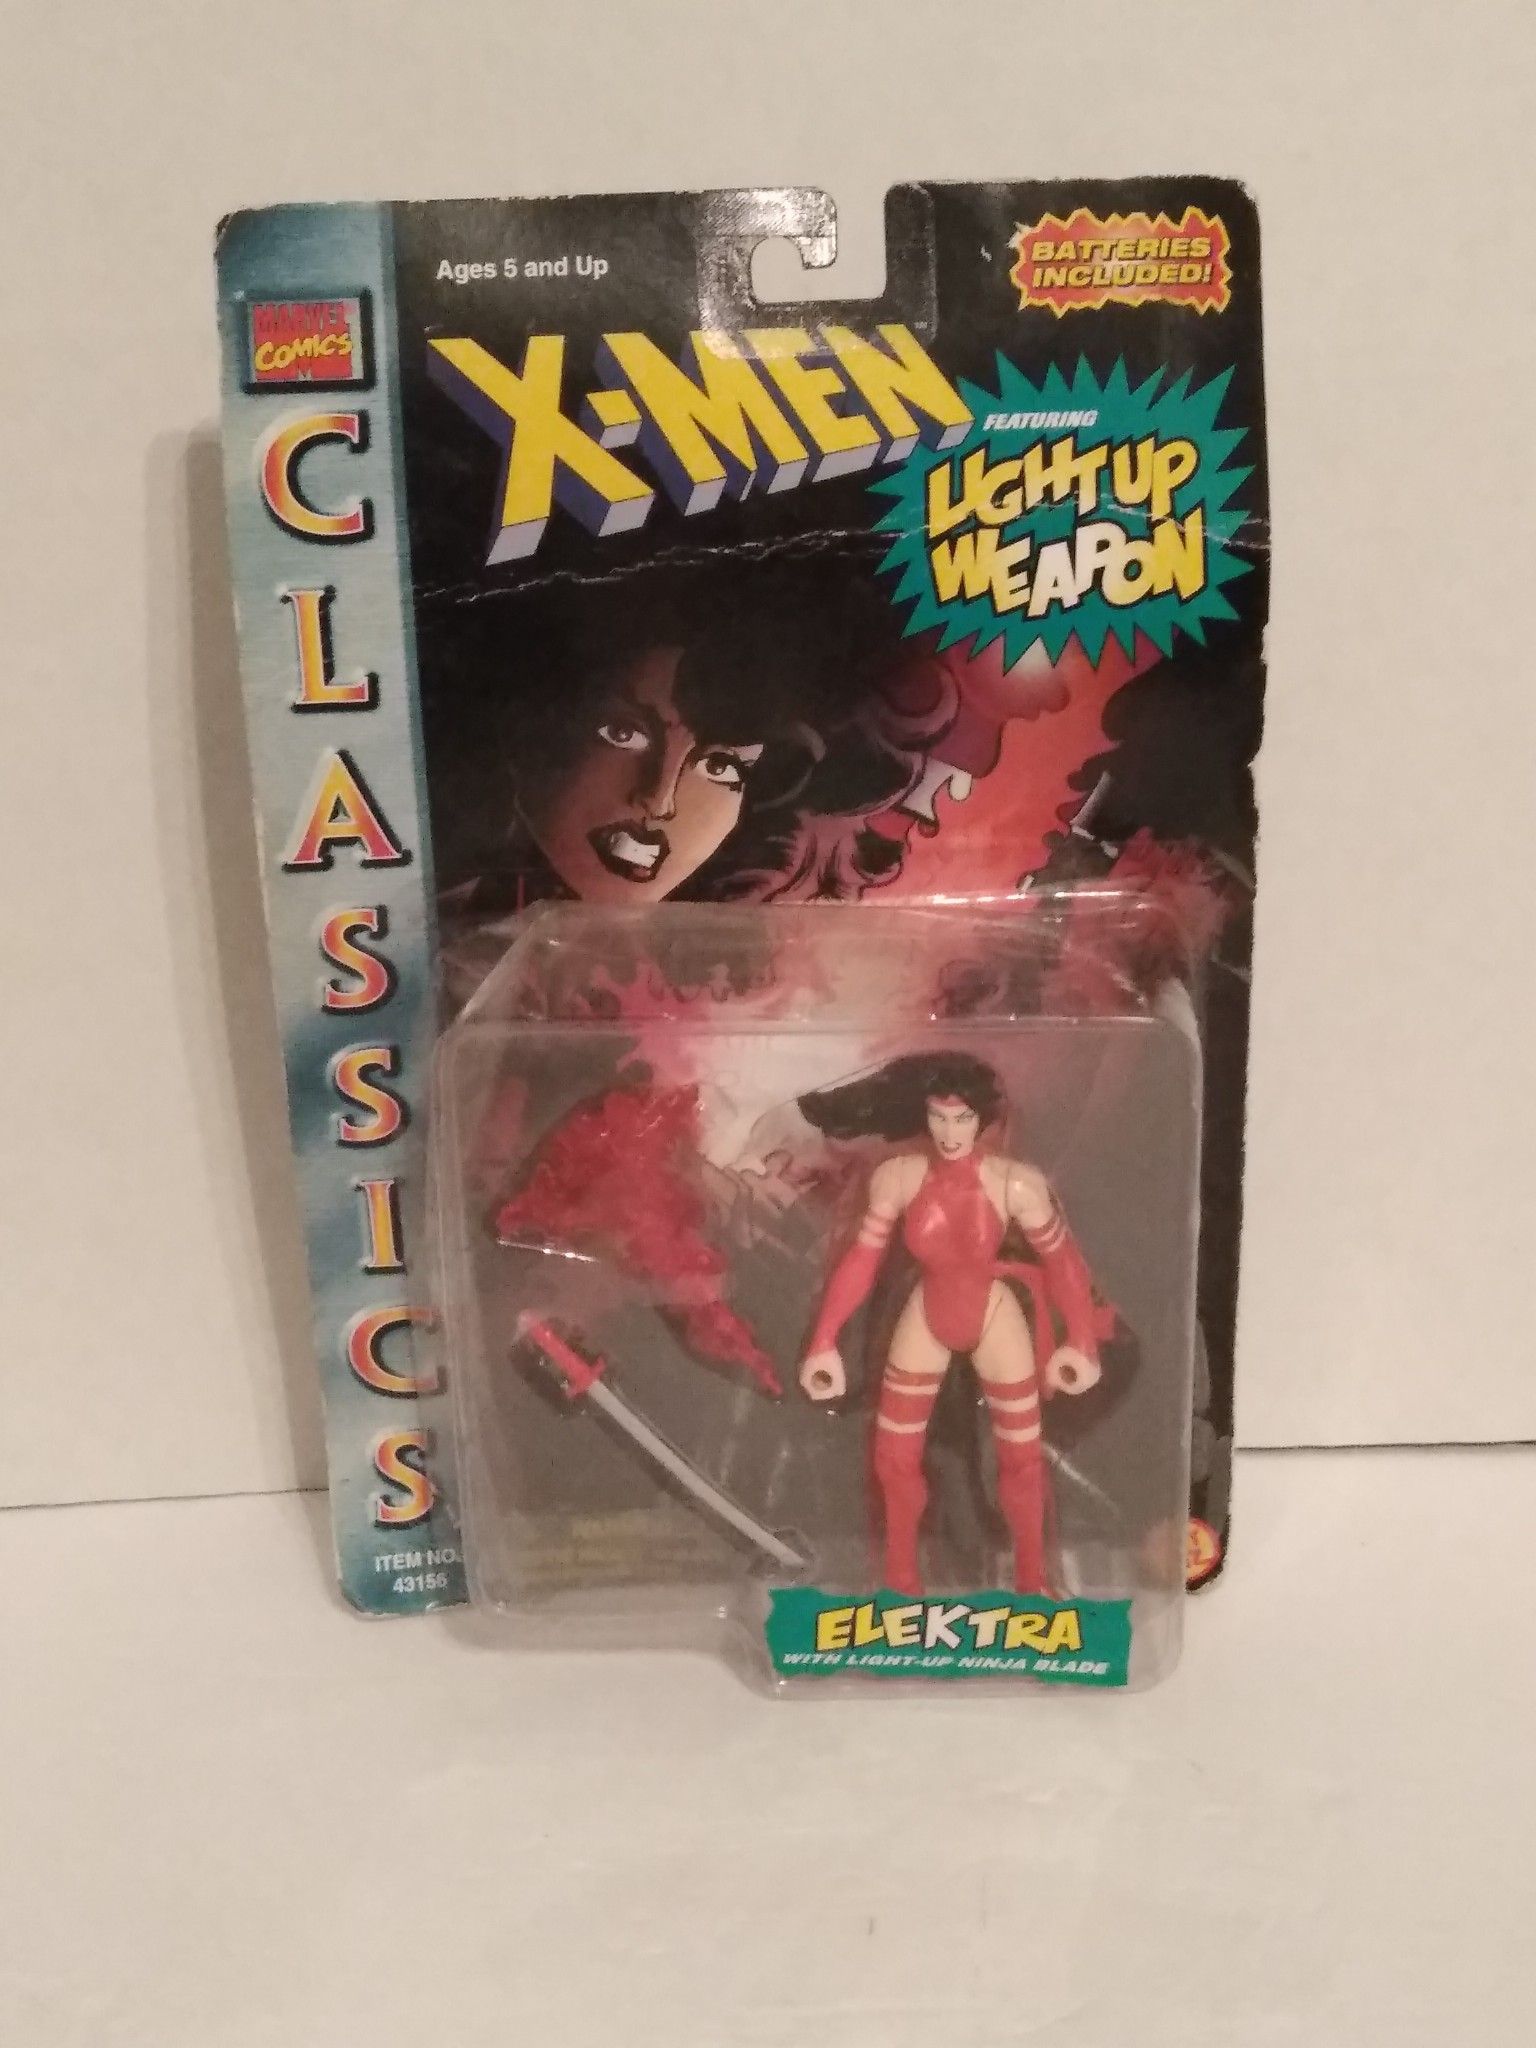 Ages 5 and Up
BATTERIES
INCLUDED!
MARVEL
COMICS
X-MEN
CLASSICS
FEATURING
LIGHT UP
WEAPON
ITEM NO.
43156
ELEKTRA
WITH LIGHT-UP NINJA BLADE